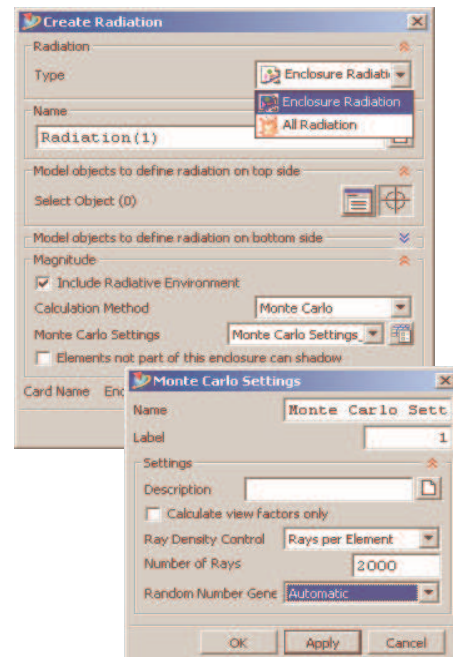 Create Radiation
Radiation
Type
Enclosure Radiati
Enclosure Radiation
All Radiation
Name
Radiation(1)
Model objects to define radiation on top side
Select Object (0)
Model objects to define radiation on bottom side
Magnitude
Include Radiative Environment
Calculation Method Monte Carlo
Monte Carlo Settings Monte Carlo Settings_
Elements not part of this enclosure can shadow
Card Name Enc
Monte Carlo Settings
Name Monte Carlo Sett
Label 1
Settings
Description
Calculate view factors only
Ray Density Control Rays per Element
Number of Rays 2000
Random Number Gene Automatic
OK Apply Cancel